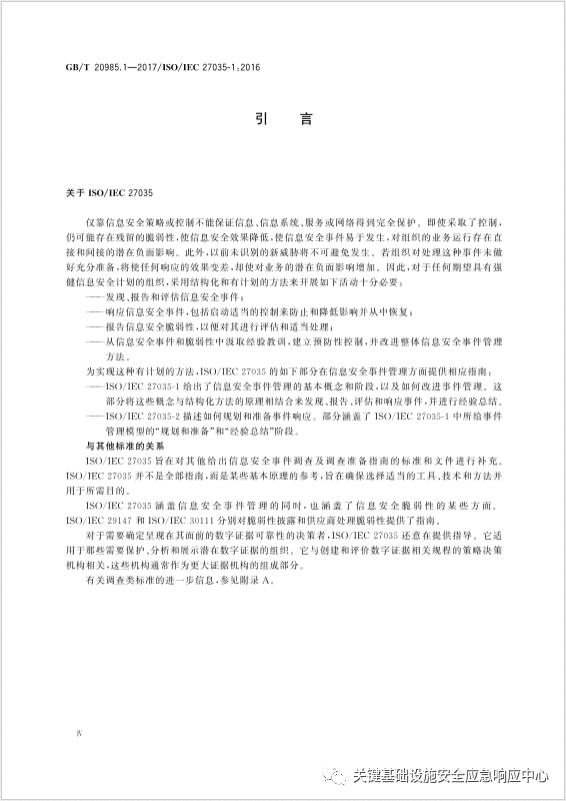 GB/T 20985.1—2017/ISO/IEC 27035-1:2016
引 言
关于 ISO/IEC 27035
仅靠信息安全策略或控制不能保证信息、信息系统、服务或网络得到完全保护。即使采取了控制,
仍可能存在残留的脆弱性,使信息安全效果降低,使信息安全事件易于发生,对组织的业务运行存在直
接和间接的潜在负面影响。此外,以前未识别的新威胁将不可避免发生。若组织对处理这种事件未做
好充分准备,将使任何响应的效果变差,却使对业务的潜在负面影响增加。因此,对于任何期望具有强
健信息安全计划的组织,采用结构化和有计划的方法来开展如下活动十分必要:
——发现、报告和评估信息安全事件;
——响应信息安全事件,包括启动适当的控制来防止和降低影响并从中恢复;
——报告信息安全脆弱性,以便对其进行评估和适当处理;
——从信息安全事件和脆弱性中汲取经验教训,建立预防性控制,并改进整体信息安全事件管理
方法。
为实现这种有计划的方法,ISO/IEC 27035 的如下部分在信息安全事件管理方面提供相应指南:
——ISO/IEC 27035-1 给出了信息安全事件管理的基本概念和阶段,以及如何改进事件管理。这
部分将这些概念与结构化方法的原理相结合来发现、报告、评估和响应事件,并进行经验总结。
——ISO/IEC 27035-2 描述如何规划和准备事件响应。部分涵盖了 ISO/IEC 27035-1 中所给事件
管理模型的“规划和准备”和“经验总结”阶段。
与其他标准的关系
ISO/IEC 27035 旨在对其他给出信息安全事件调查及调查准备指南的标准和文件进行补充。
ISO/IEC 27035 并不是全部指南,而是某些基本原理的参考,旨在确保选择适当的工具、技术和方法并
用于所需目的。
ISO/IEC 27035 涵盖信息安全事件管理的同时,也涵盖了信息安全脆弱性的某些方面。
ISO/IEC 29147 和 ISO/IEC 30111 分别对脆弱性披露和供应商处理脆弱性提供了指南。
对于需要确定呈现在其面前的数字证据可靠性的决策者,ISO/IEC 27035 还意在提供指导。它适
用于那些需要保护、分析和展示潜在数字证据的组织。它与创建和评价数字证据相关规程的策略决策
机构相关,这些机构通常作为更大证据机构的组成部分。
有关调查类标准的进一步信息,参见附录 A。
Ⅳ
关键基础设施安全应急响应中心